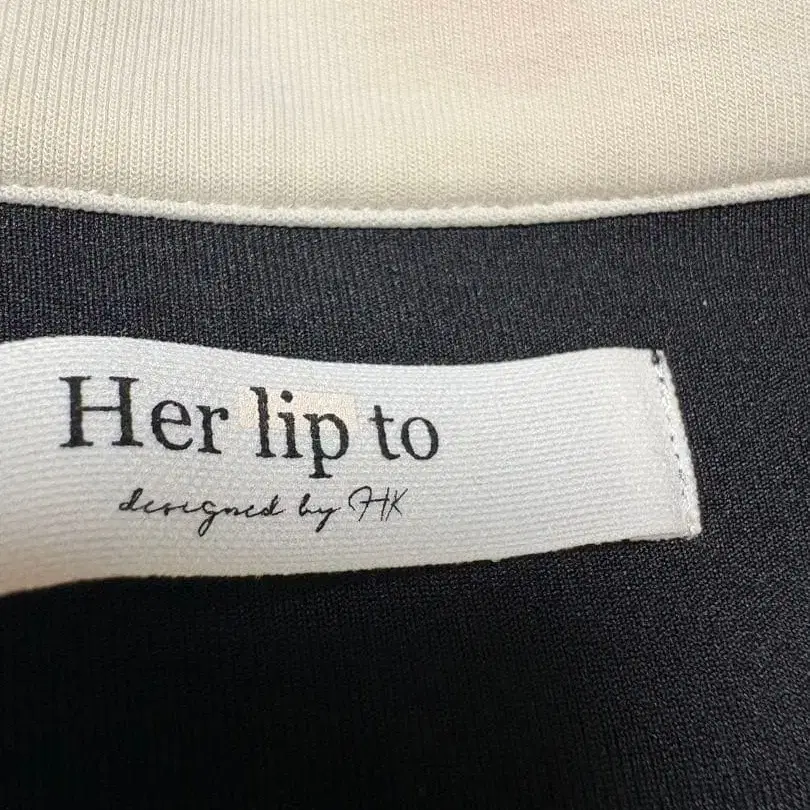 Her lip to
designed by HK